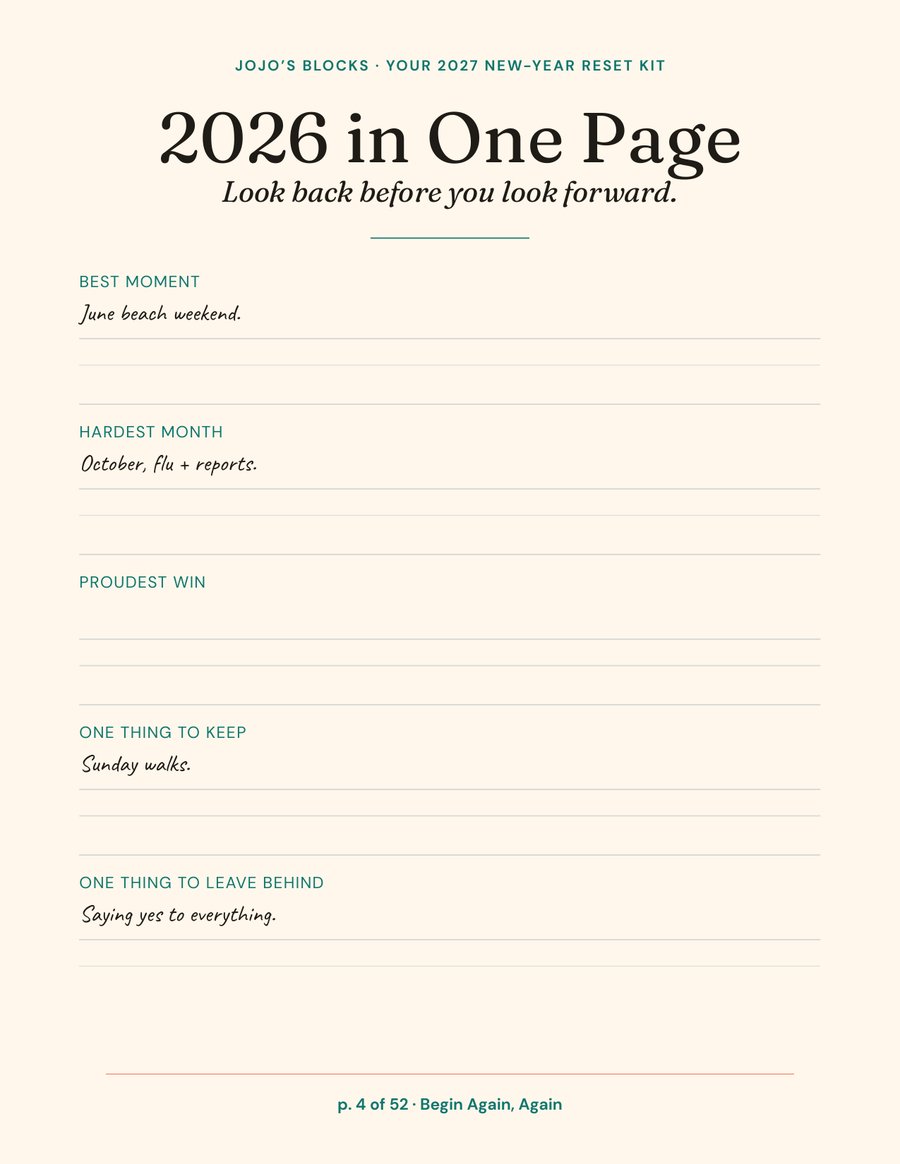 JOJO’S BLOCKS · YOUR 2027 NEW-YEAR RESET KIT
2026 in One Page
Look back before you look forward.
BEST MOMENT
June beach weekend.
HARDEST MONTH
October, flu + reports.
PROUDEST WIN
ONE THING TO KEEP
Sunday walks.
ONE THING TO LEAVE BEHIND
Saying yes to everything.
p. 4 of 52 · Begin Again, Again